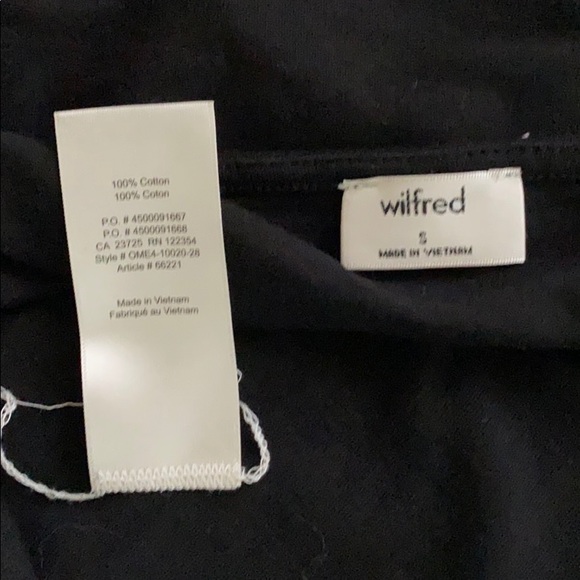 100% Cotton
100% Coton
P.O. # 4500091667
P.O. # 4500091668
CA 23725 RN 122354
Style # OME4-10020-28
Article # 66221
Made in Vietnam
Fabriqué au Vietnam
wilfred
S
MADE IN VIETNAM